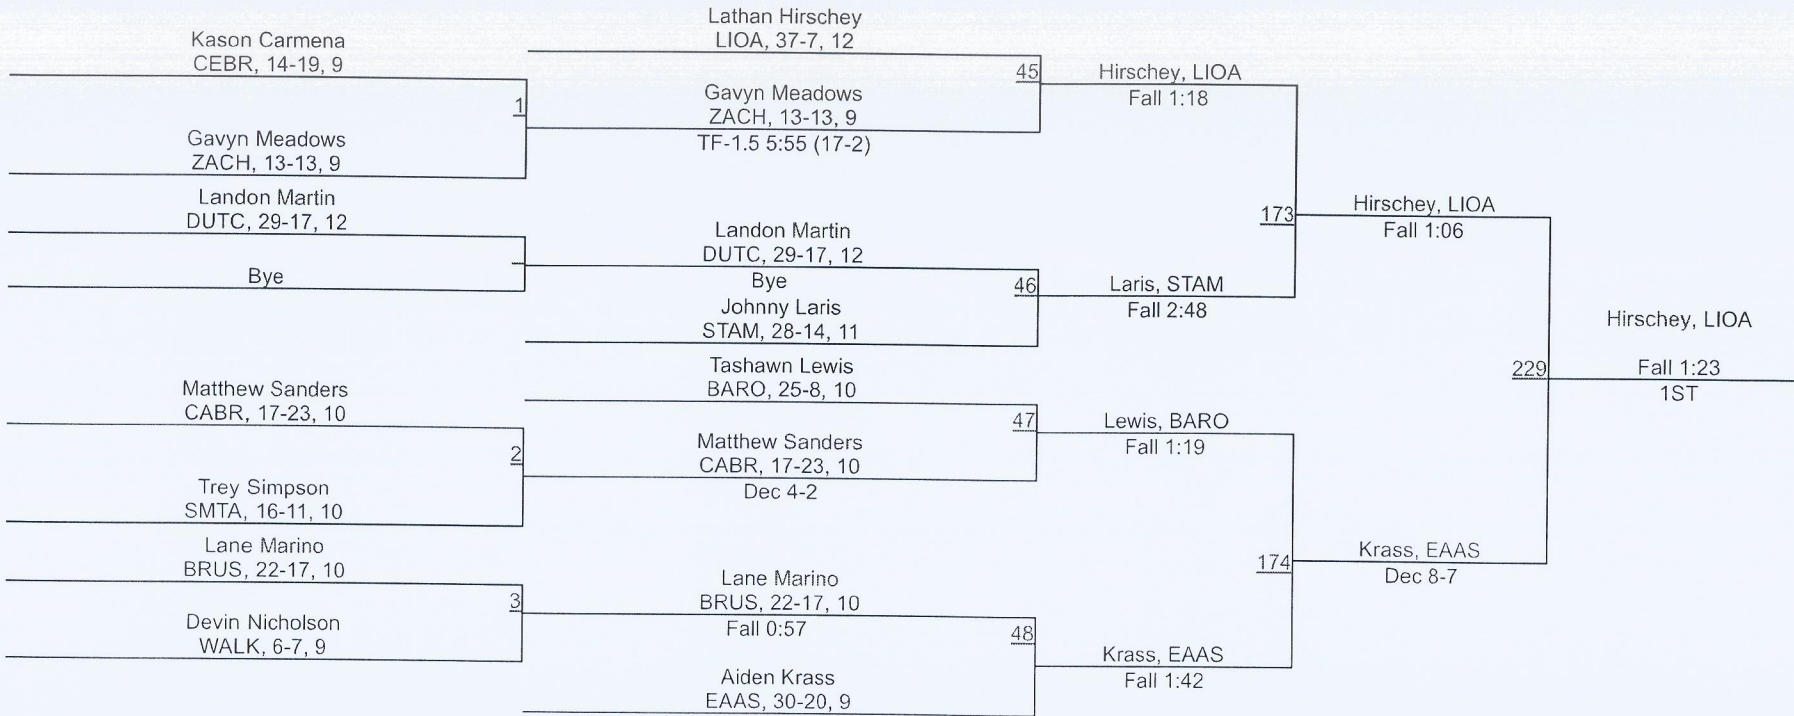 Kason Carmena
CEBR, 14-19, 9
1
Gavyn Meadows
ZACH, 13-13, 9
Landon Martin
DUTC, 29-17, 12
Bye
Matthew Sanders
CABR, 17-23, 10
2
Trey Simpson
SMTA, 16-11, 10
Lane Marino
BRUS, 22-17, 10
3
Devin Nicholson
WALK, 6-7, 9
Lathan Hirschey
LIOA, 37-7, 12
45
Gavyn Meadows
ZACH, 13-13, 9
TF-1.5 5:55 (17-2)
Landon Martin
DUTC, 29-17, 12
Bye
46
Johnny Laris
STAM, 28-14, 11
Tashawn Lewis
BARO, 25-8, 10
47
Matthew Sanders
CABR, 17-23, 10
Dec 4-2
Lane Marino
BRUS, 22-17, 10
Fall 0:57
48
Aiden Krass
EAAS, 30-20, 9
Hirschey, LIOA
Fall 1:18
173
Laris, STAM
Fall 2:48
Lewis, BARO
Fall 1:19
174
Krass, EAAS
Fall 1:42
Hirschey, LIOA
Fall 1:06
229
Krass, EAAS
Dec 8-7
Hirschey, LIOA
Fall 1:23
1ST